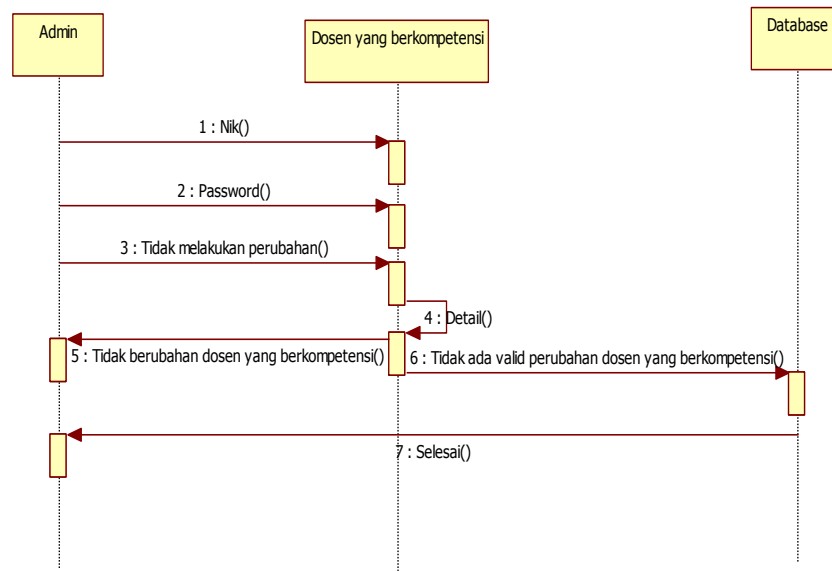 Admin
Dosen yang berkompetensi
Database
1 : Nik()
2 : Password()
3 : Tidak melakukan perubahan()
4 : Detail()
5 : Tidak berubahan dosen yang berkompetensi()
6 : Tidak ada valid perubahan dosen yang berkompetensi()
7 : Selesai()